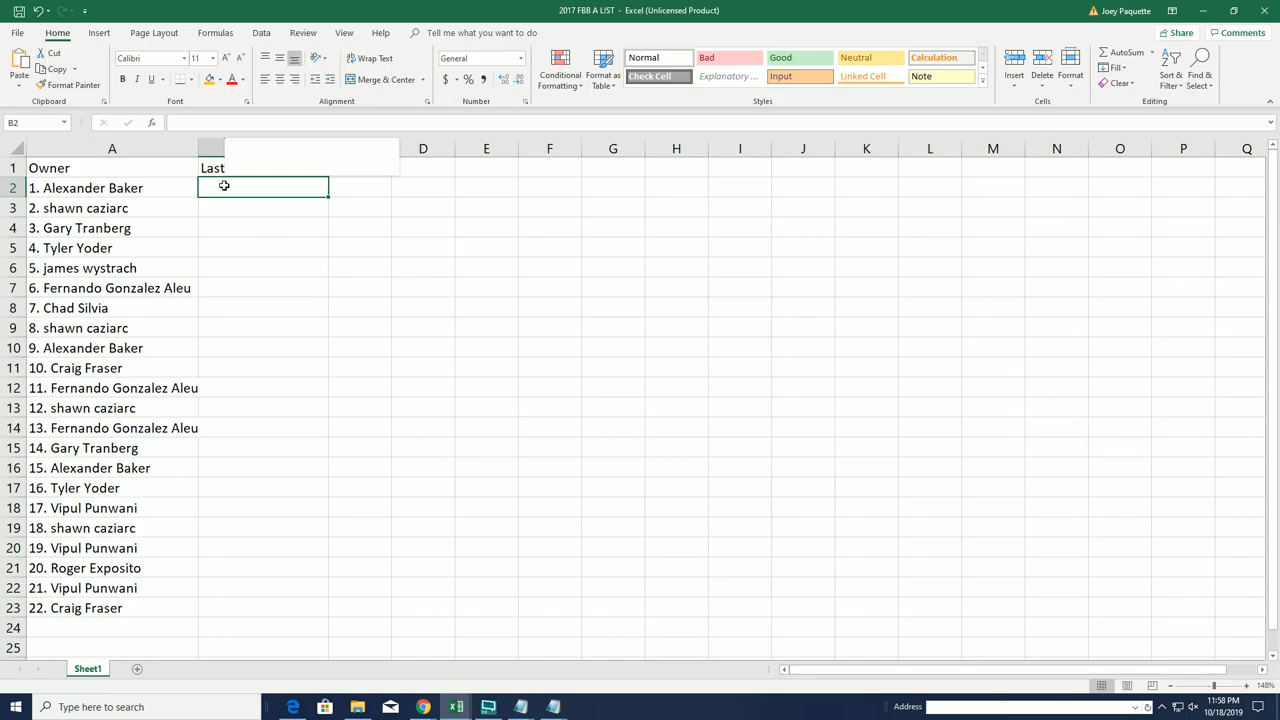 2017 FBB A LIST - Excel (Unlicensed Product)
Joey Paquette
File Home Insert Page Layout Formulas Data Review View Help Tell me what you want to do
Share Comments
Paste
Cut
Copy
Format Painter
Clipboard
Calibri 11
B I U
Font
Wrap Text
Merge & Center
Alignment
General
$ % 9
Number
Conditional Formatting
Format as Table
Normal Bad Good Neutral Calculation
Check Cell Explanatory ... Input Linked Cell Note
Styles
Insert Delete Format
Cells
AutoSum
Fill
Clear
Sort & Filter
Find & Select
Editing
B2
fx
A D E F G H I J K L M N O P Q
1 Owner Last
2 1. Alexander Baker
3 2. shawn caziarc
4 3. Gary Tranberg
5 4. Tyler Yoder
6 5. james wystrach
7 6. Fernando Gonzalez Aleu
8 7. Chad Silvia
9 8. shawn caziarc
10 9. Alexander Baker
11 10. Craig Fraser
12 11. Fernando Gonzalez Aleu
13 12. shawn caziarc
14 13. Fernando Gonzalez Aleu
15 14. Gary Tranberg
16 15. Alexander Baker
17 16. Tyler Yoder
18 17. Vipul Punwani
19 18. shawn caziarc
20 19. Vipul Punwani
21 20. Roger Exposito
22 21. Vipul Punwani
23 22. Craig Fraser
24
25
Sheet1
148%
Type here to search
Address
11:58 PM
10/18/2019